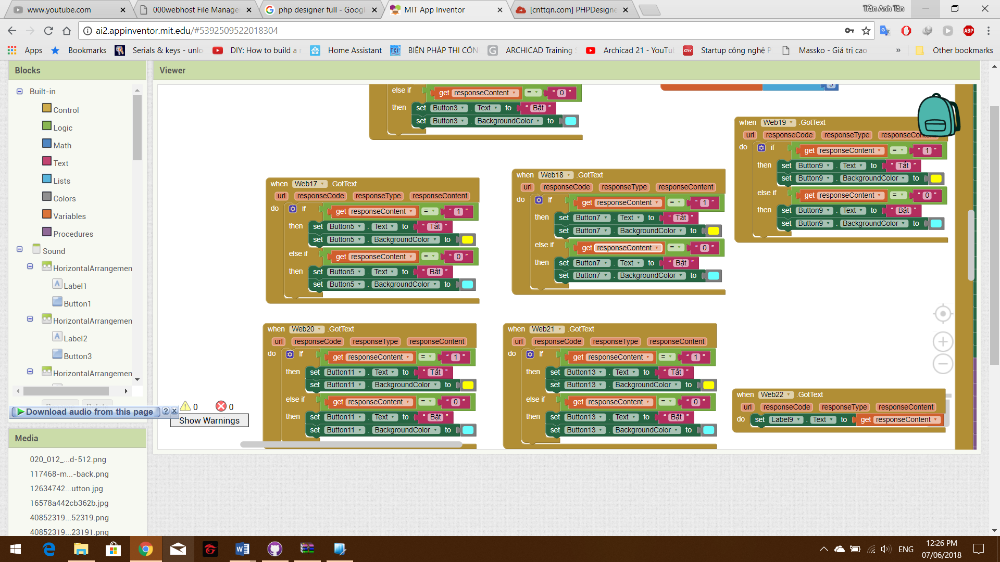 www.youtube.com
000webhost File Manage
php designer full - Goog
MIT App Inventor
[cnttqn.com] PHPDesigne
Trần Anh Tân
ai2.appinventor.mit.edu/#5392509522018304
Apps
Bookmarks
Serials & keys - unlo
DIY: How to build a
Home Assistant
BIỆN PHÁP THI CÔN
ARCHICAD Training
Archicad 21 - YouTu
Startup công nghệ P
Massko - Giá trị cao
»
Other bookmarks
Blocks
Built-in
Control
Logic
Math
Text
Lists
Colors
Variables
Procedures
Sound
HorizontalArrangemen
Label1
Button1
HorizontalArrangemen
Label2
Button3
HorizontalArrangemen
Download audio from this page
Media
020_012_...d-512.png
117468-m...-back.png
12634742...utton.jpg
16578a442cb362b.jpg
40852319...52319.png
40852319...23191.png
Viewer
else if get responseContent = " 0 "
then set Button3 . Text to " Bật "
set Button3 . BackgroundColor to
when Web17 .GotText
url responseCode responseType responseContent
do if get responseContent = " 1 "
then set Button5 . Text to " Tắt "
set Button5 . BackgroundColor to
else if get responseContent = " 0 "
then set Button5 . Text to " Bật "
set Button5 . BackgroundColor to
when Web18 .GotText
url responseCode responseType responseContent
do if get responseContent = " 1 "
then set Button7 . Text to " Tắt "
set Button7 . BackgroundColor to
else if get responseContent = " 0 "
then set Button7 . Text to " Bật "
set Button7 . BackgroundColor to
when Web19 .GotText
url responseCode responseType
do if get responseContent = " 1 "
then set Button9 . Text to " Tắt "
set Button9 . BackgroundColor to
else if get responseContent = " 0 "
then set Button9 . Text to " Bật "
set Button9 . BackgroundColor to
when Web20 .GotText
url responseCode responseType responseContent
do if get responseContent = " 1 "
then set Button11 . Text to " Tắt "
set Button11 . BackgroundColor to
else if get responseContent = " 0 "
then set Button11 . Text to " Bật "
set Button11 . BackgroundColor to
when Web21 .GotText
url responseCode responseType responseContent
do if get responseContent = " 1 "
then set Button13 . Text to " Tắt "
set Button13 . BackgroundColor to
else if get responseContent = " 0 "
then set Button13 . Text to " Bật "
set Button13 . BackgroundColor to
when Web22 .GotText
url responseCode responseType responseContent
do set Label9 . Text to get responseContent
0 0
Show Warnings
ENG
12:26 PM
07/06/2018